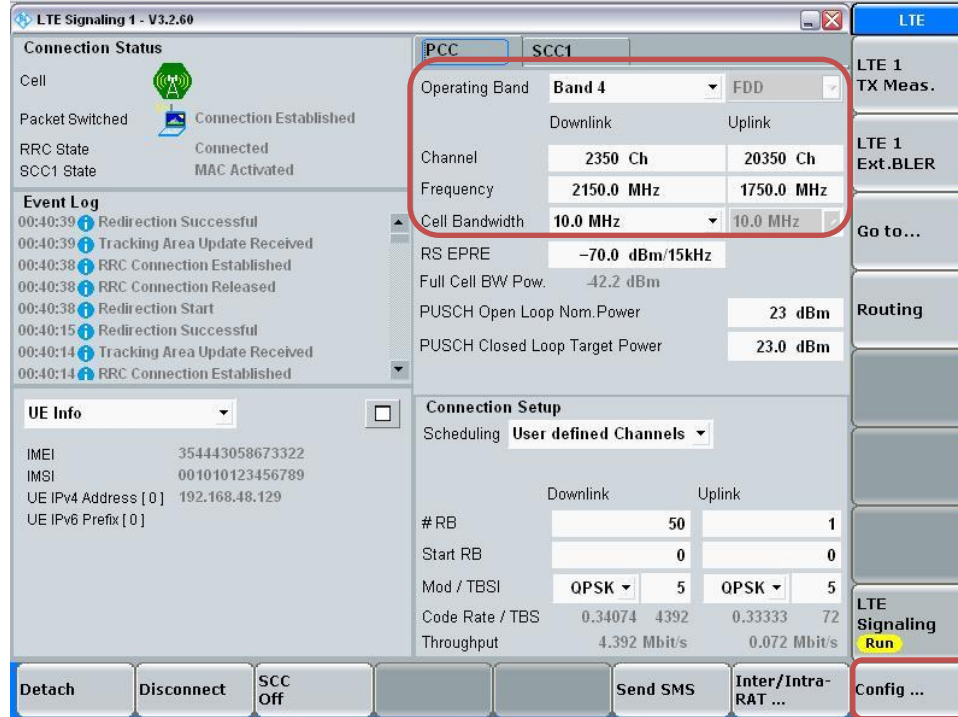 LTE Signaling 1 - V3.2.60
LTE
Connection Status
Cell
Packet Switched Connection Established
RRC State Connected
SCC1 State MAC Activated
Event Log
00:40:39 Redirection Successful
00:40:39 Tracking Area Update Received
00:40:38 RRC Connection Established
00:40:38 RRC Connection Released
00:40:38 Redirection Start
00:40:15 Redirection Successful
00:40:14 Tracking Area Update Received
00:40:14 RRC Connection Established
UE Info
IMEI 354443058673322
IMSI 001010123456789
UE IPv4 Address [ 0 ] 192.168.48.129
UE IPv6 Prefix [ 0 ]
PCC SCC1
Operating Band Band 4 FDD
Downlink Uplink
Channel 2350 Ch 20350 Ch
Frequency 2150.0 MHz 1750.0 MHz
Cell Bandwidth 10.0 MHz 10.0 MHz
RS EPRE -70.0 dBm/15kHz
Full Cell BW Pow. -42.2 dBm
PUSCH Open Loop Nom.Power 23 dBm
PUSCH Closed Loop Target Power 23.0 dBm
Connection Setup
Scheduling User defined Channels
Downlink Uplink
# RB 50 1
Start RB 0 0
Mod / TBSI QPSK 5 QPSK 5
Code Rate / TBS 0.34074 4392 0.33333 72
Throughput 4.392 Mbit/s 0.072 Mbit/s
LTE 1
TX Meas.
LTE 1
Ext.BLER
Go to...
Routing
LTE
Signaling
Run
Detach
Disconnect
SCC
Off
Send SMS
Inter/Intra-
RAT ...
Config ...